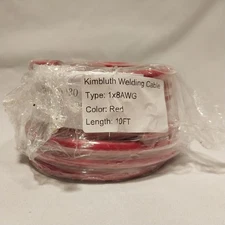 Kimbluth Welding Cable
Type: 1x8AWG
Color: Red
Length: 10FT